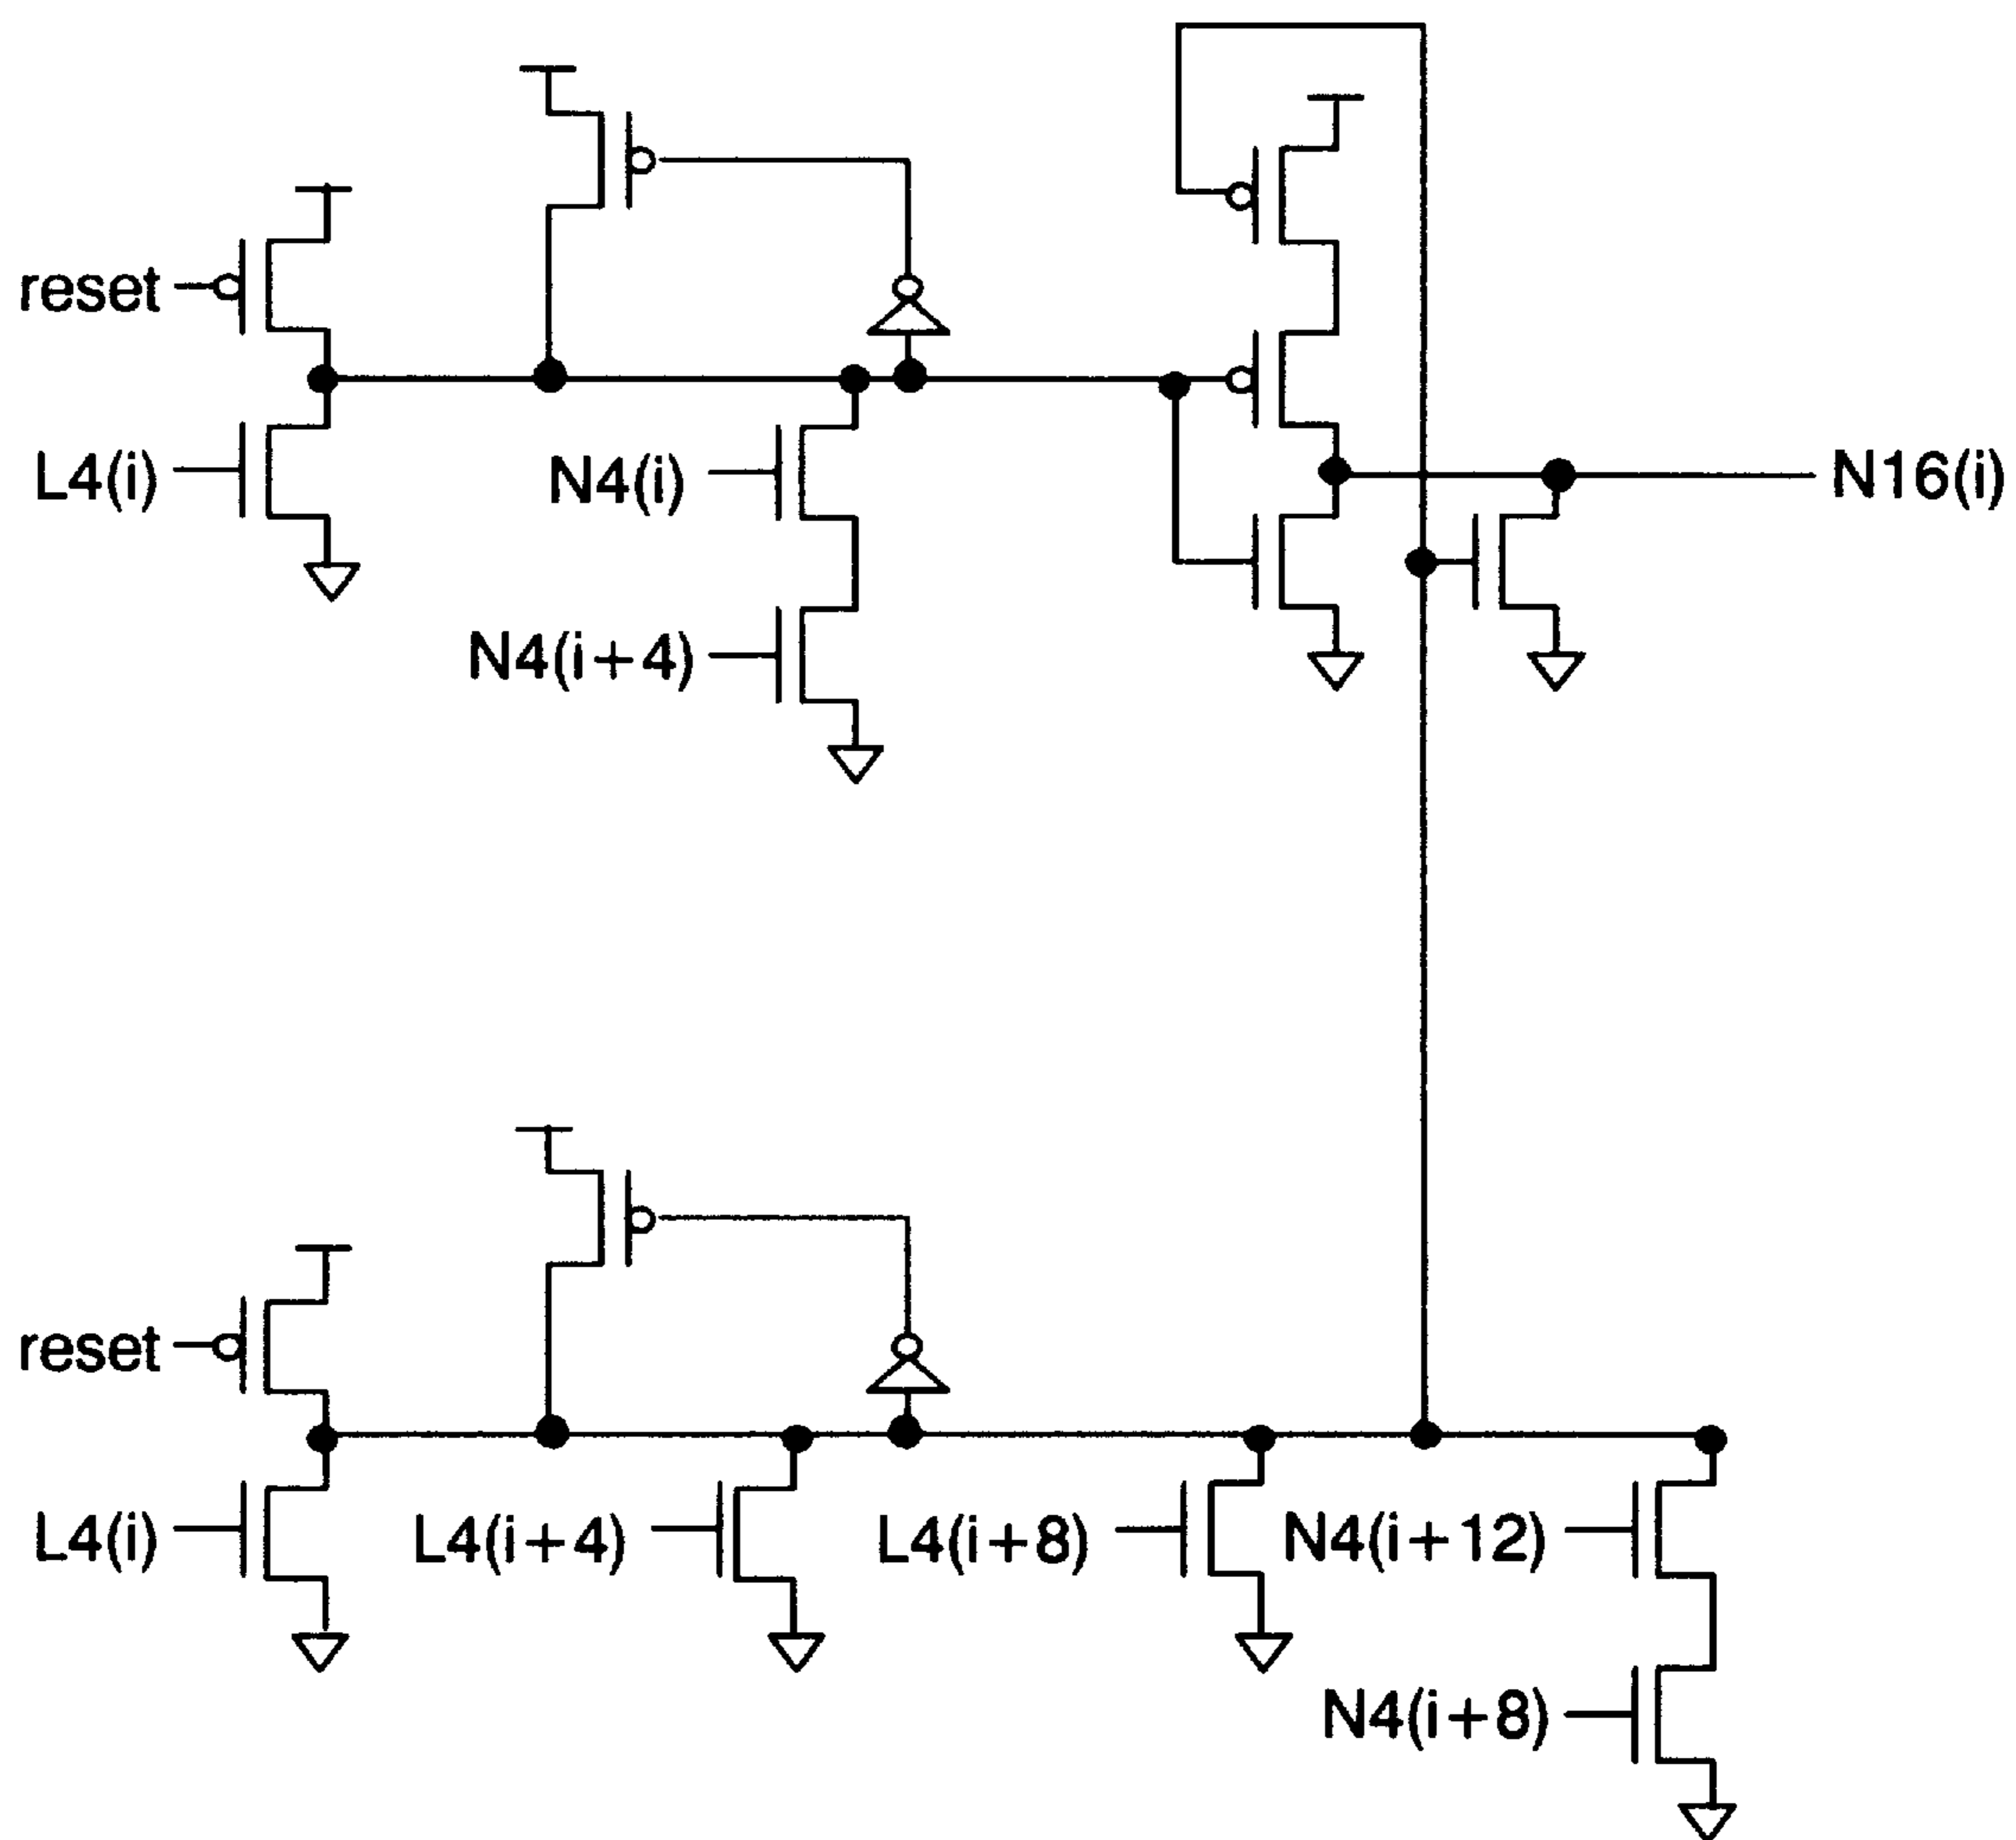 reset
L4(i)
N4(i)
N16(i)
N4(i+4)
reset
L4(i)
L4(i+4)
L4(i+8)
N4(i+12)
N4(i+8)